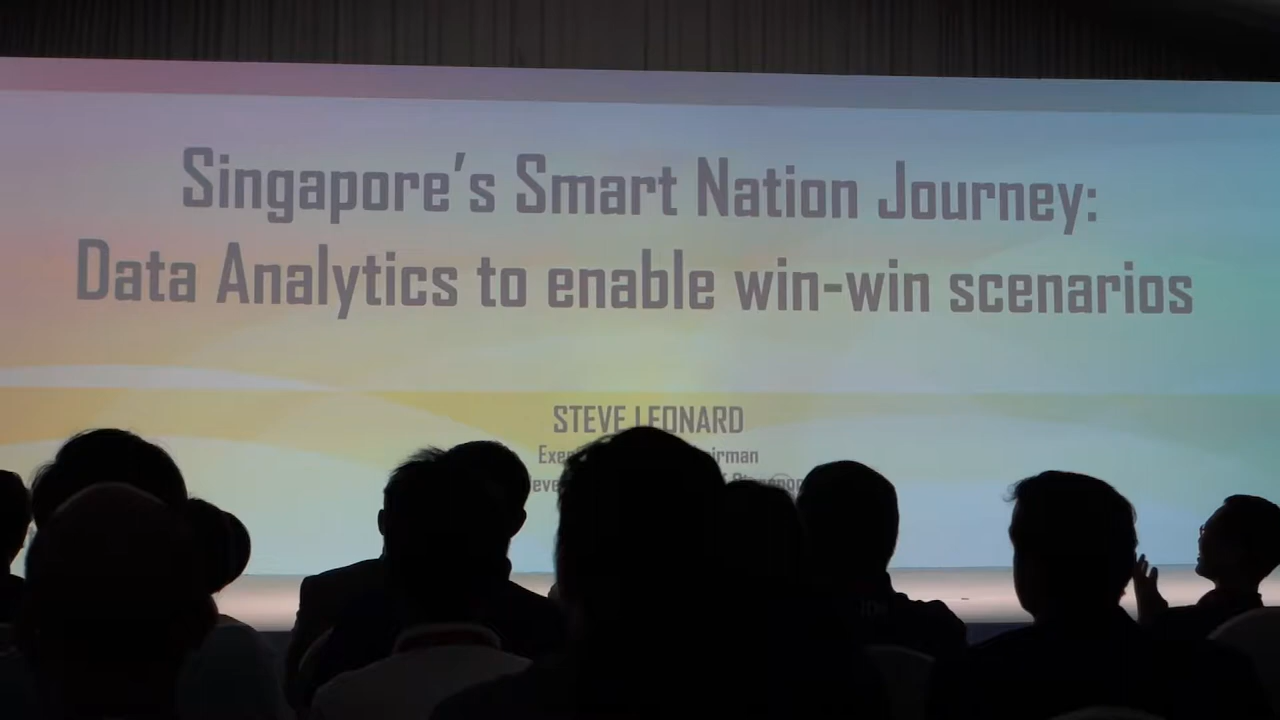 Singapore's Smart Nation Journey:
Data Analytics to enable win-win scenarios
STEVE LEONARD